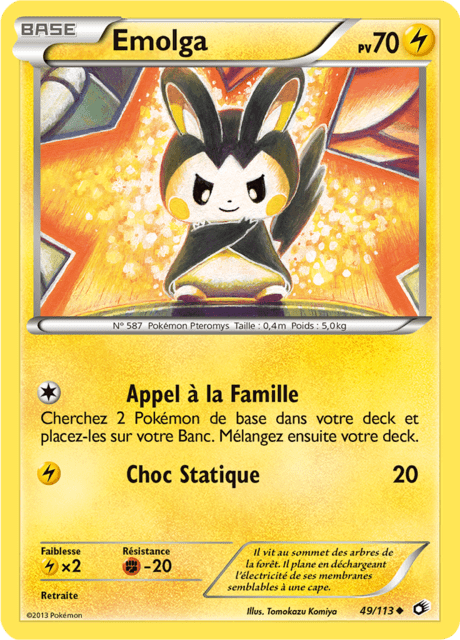 BASE
Emolga
PV70
N° 587 Pokémon Pteromys Taille : 0,4m Poids : 5,0kg
Appel à la Famille
Cherchez 2 Pokémon de base dans votre deck et
placez-les sur votre Banc. Mélangez ensuite votre deck.
Choc Statique 20
Faiblesse
×2
Résistance
-20
Retraite
Il vit au sommet des arbres de
la forêt. Il plane en déchargeant
l'électricité de ses membranes
semblables à une cape.
©2013 Pokémon
Illus. Tomokazu Komiya
49/113